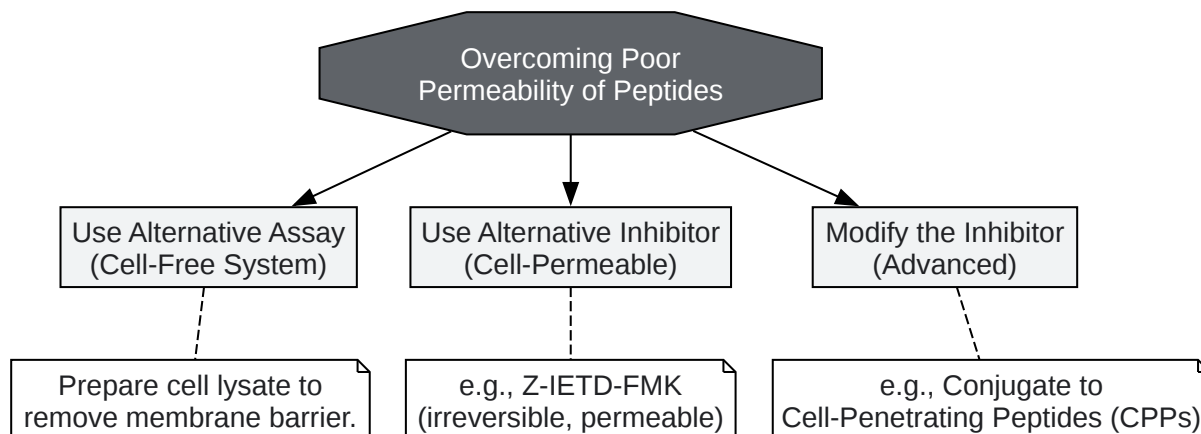 Overcoming Poor
Permeability of Peptides
Use Alternative Assay
(Cell-Free System)
Use Alternative Inhibitor
(Cell-Permeable)
Modify the Inhibitor
(Advanced)
Prepare cell lysate to
remove membrane barrier.
e.g., Z-IETD-FMK
(irreversible, permeable)
e.g., Conjugate to
Cell-Penetrating Peptides (CPPs)